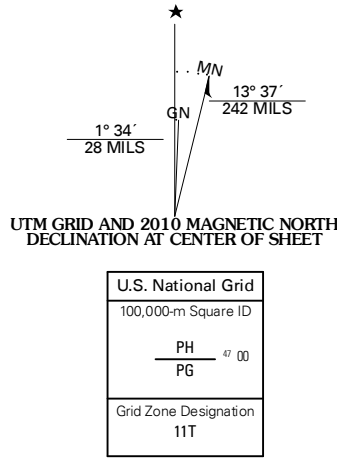 ★
MN
13° 37´
242 MILS
GN
1° 34´
28 MILS
UTM GRID AND 2010 MAGNETIC NORTH
DECLINATION AT CENTER OF SHEET
U.S. National Grid
100,000-m Square ID
PH
47 00
PG
Grid Zone Designation
11T